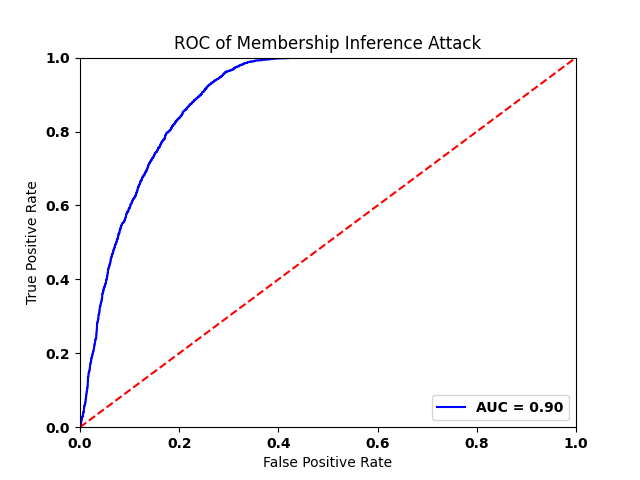 ROC of Membership Inference Attack
1.0
0.8
0.6
0.4
0.2
0.0
True Positive Rate
AUC = 0.90
0.0 0.2 0.4 0.6 0.8 1.0
False Positive Rate